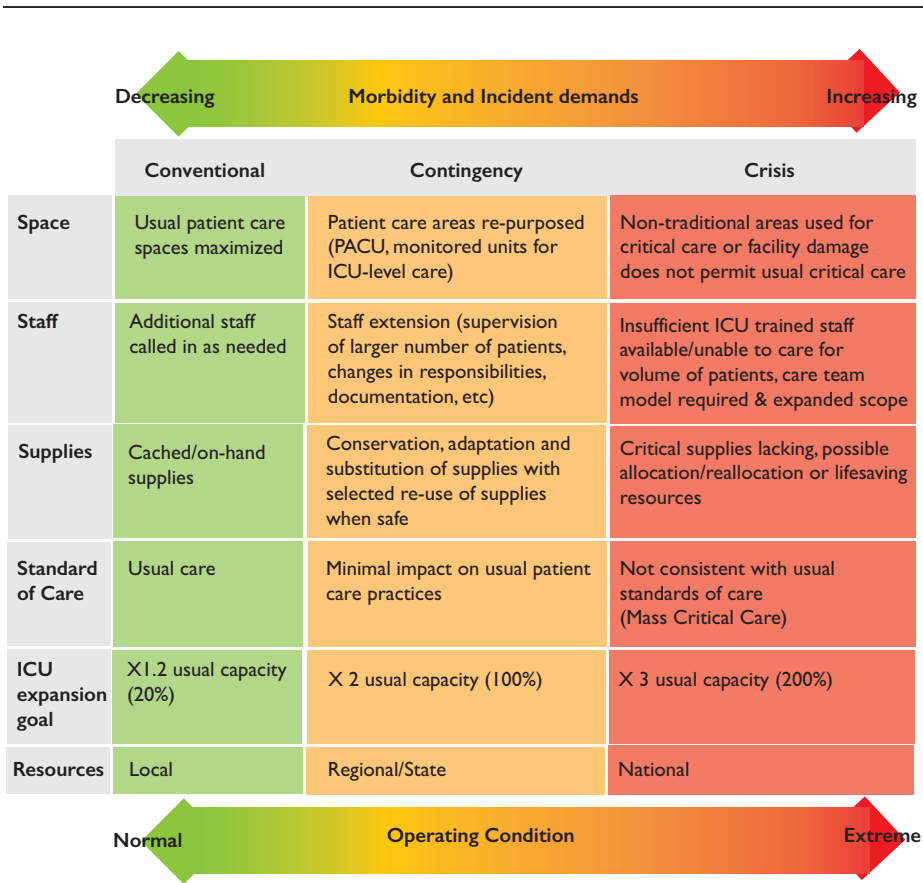 Decreasing Morbidity and Incident demands Increasing
Conventional Contingency Crisis
Space
Usual patient care
spaces maximized
Patient care areas re-purposed
(PACU, monitored units for
ICU-level care)
Non-traditional areas used for
critical care or facility damage
does not permit usual critical care
Staff
Additional staff
called in as needed
Staff extension (supervision
of larger number of patients,
changes in responsibilities,
documentation, etc)
Insufficient ICU trained staff
available/unable to care for
volume of patients, care team
model required & expanded scope
Supplies
Cached/on-hand
supplies
Conservation, adaptation and
substitution of supplies with
selected re-use of supplies
when safe
Critical supplies lacking, possible
allocation/reallocation or lifesaving
resources
Standard
of Care
Usual care
Minimal impact on usual patient
care practices
Not consistent with usual
standards of care
(Mass Critical Care)
ICU
expansion
goal
X1.2 usual capacity
(20%)
X 2 usual capacity (100%)
X 3 usual capacity (200%)
Resources
Local
Regional/State
National
Normal Operating Condition Extreme